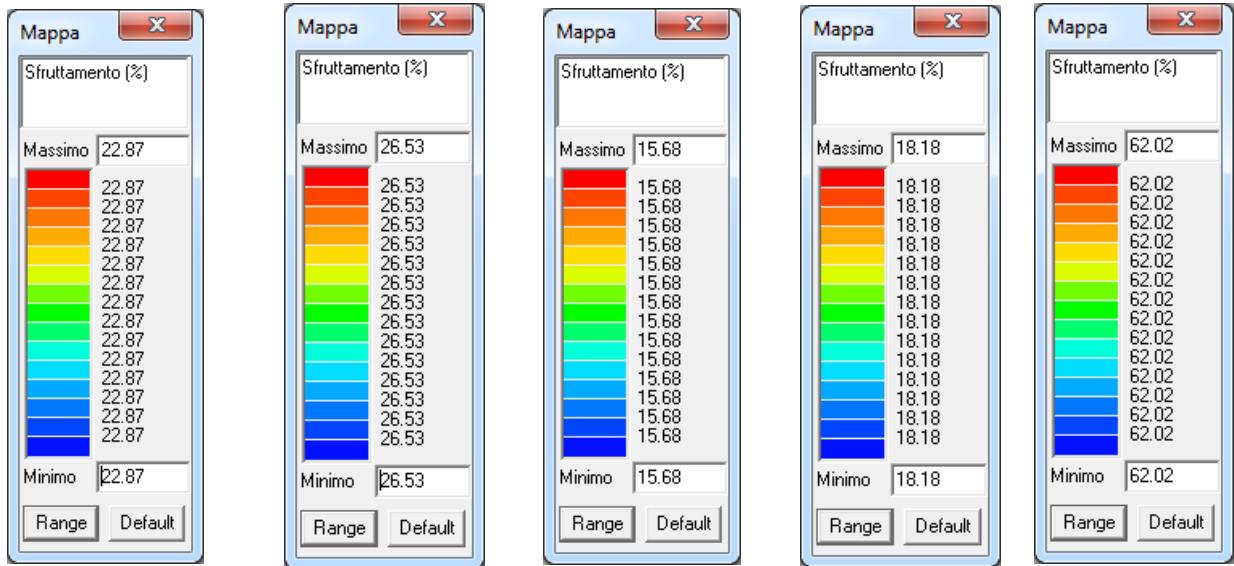 Mappa
Sfruttamento (%)
Massimo 22.87
22.87
22.87
22.87
22.87
22.87
22.87
22.87
22.87
22.87
22.87
22.87
22.87
22.87
22.87
Minimo 22.87
Range Default
Mappa
Sfruttamento (%)
Massimo 26.53
26.53
26.53
26.53
26.53
26.53
26.53
26.53
26.53
26.53
26.53
26.53
26.53
26.53
26.53
Minimo 26.53
Range Default
Mappa
Sfruttamento (%)
Massimo 15.68
15.68
15.68
15.68
15.68
15.68
15.68
15.68
15.68
15.68
15.68
15.68
15.68
15.68
15.68
Minimo 15.68
Range Default
Mappa
Sfruttamento (%)
Massimo 18.18
18.18
18.18
18.18
18.18
18.18
18.18
18.18
18.18
18.18
18.18
18.18
18.18
18.18
18.18
Minimo 18.18
Range Default
Mappa
Sfruttamento (%)
Massimo 62.02
62.02
62.02
62.02
62.02
62.02
62.02
62.02
62.02
62.02
62.02
62.02
62.02
62.02
62.02
Minimo 62.02
Range Default